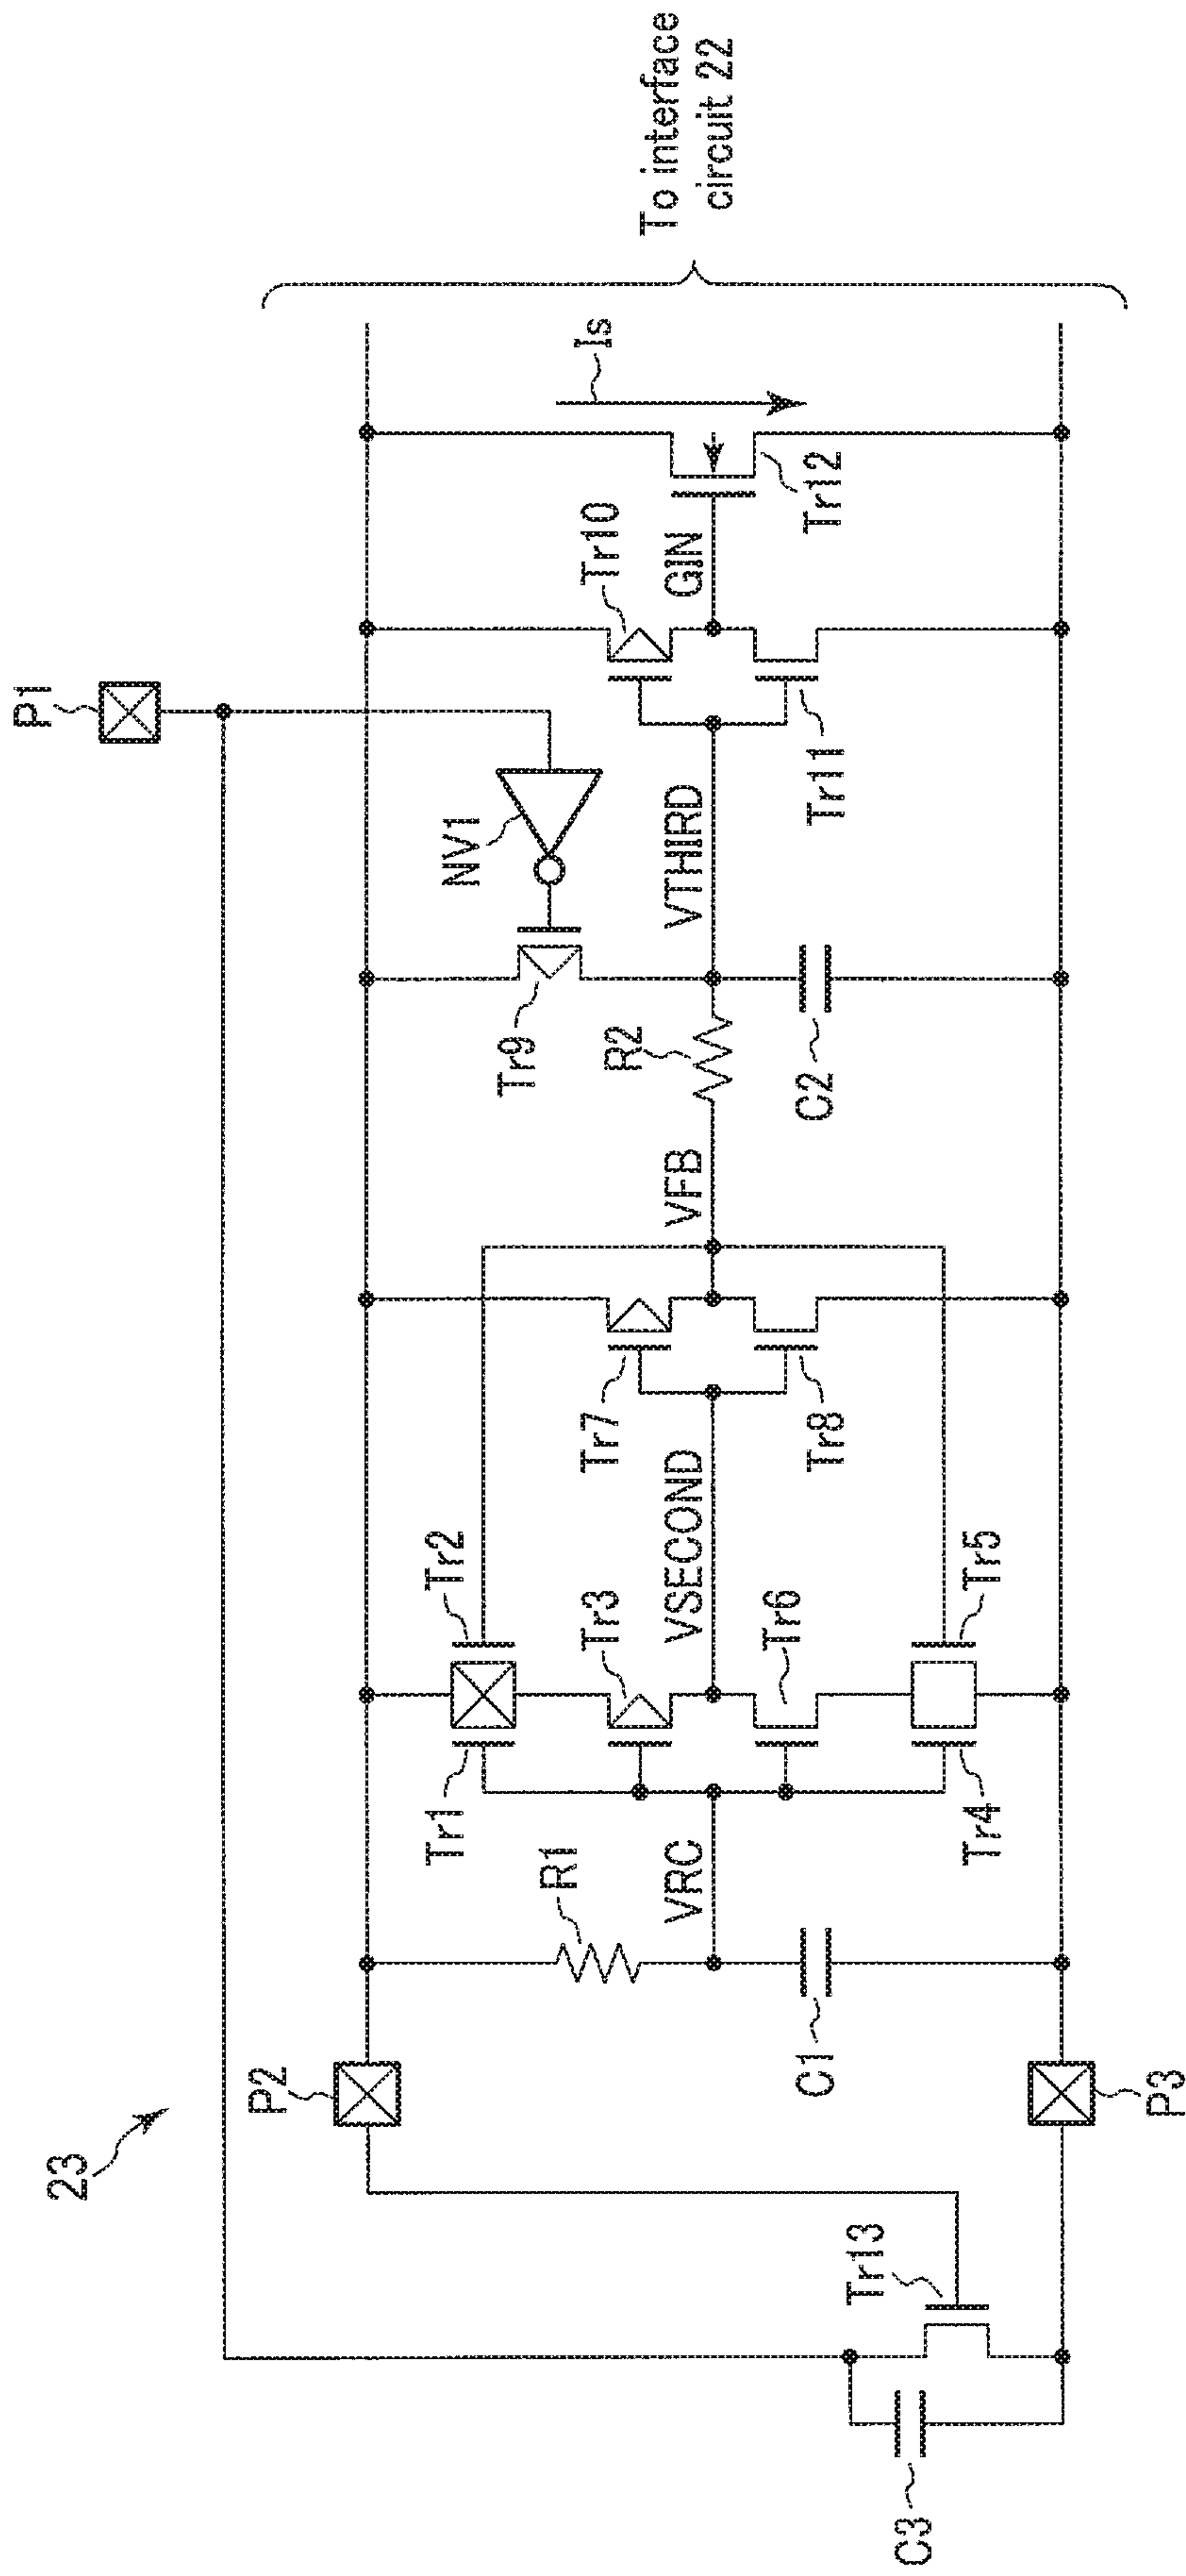 23
P1
P2
P3
To interface
circuit 22
Is
NV1
Tr9
Tr10
GIN
Tr12
Tr11
VTHIRD
R2
C2
VFB
Tr7
Tr8
VSECOND
Tr2
Tr3
Tr6
Tr5
Tr1
Tr4
R1
VRC
C1
Tr13
C3